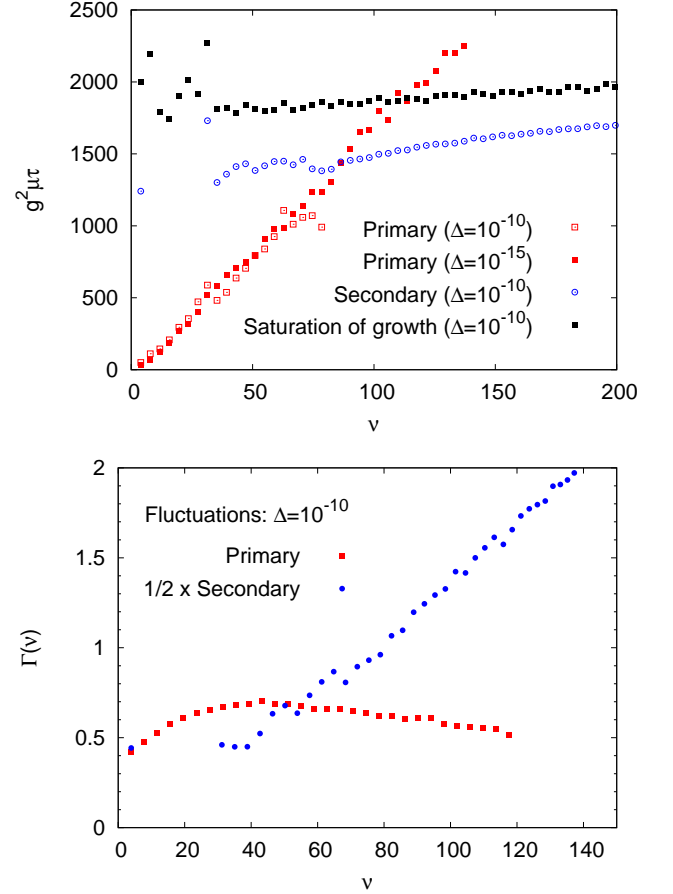 2500
2000
1500
1000
500
0
g²μτ
Primary (Δ=10⁻¹⁰)
Primary (Δ=10⁻¹⁵)
Secondary (Δ=10⁻¹⁰)
Saturation of growth (Δ=10⁻¹⁰)
0 50 100 150 200
ν
2
1.5
1
0.5
0
Γ(ν)
Fluctuations: Δ=10⁻¹⁰
Primary
1/2 x Secondary
0 20 40 60 80 100 120 140
ν